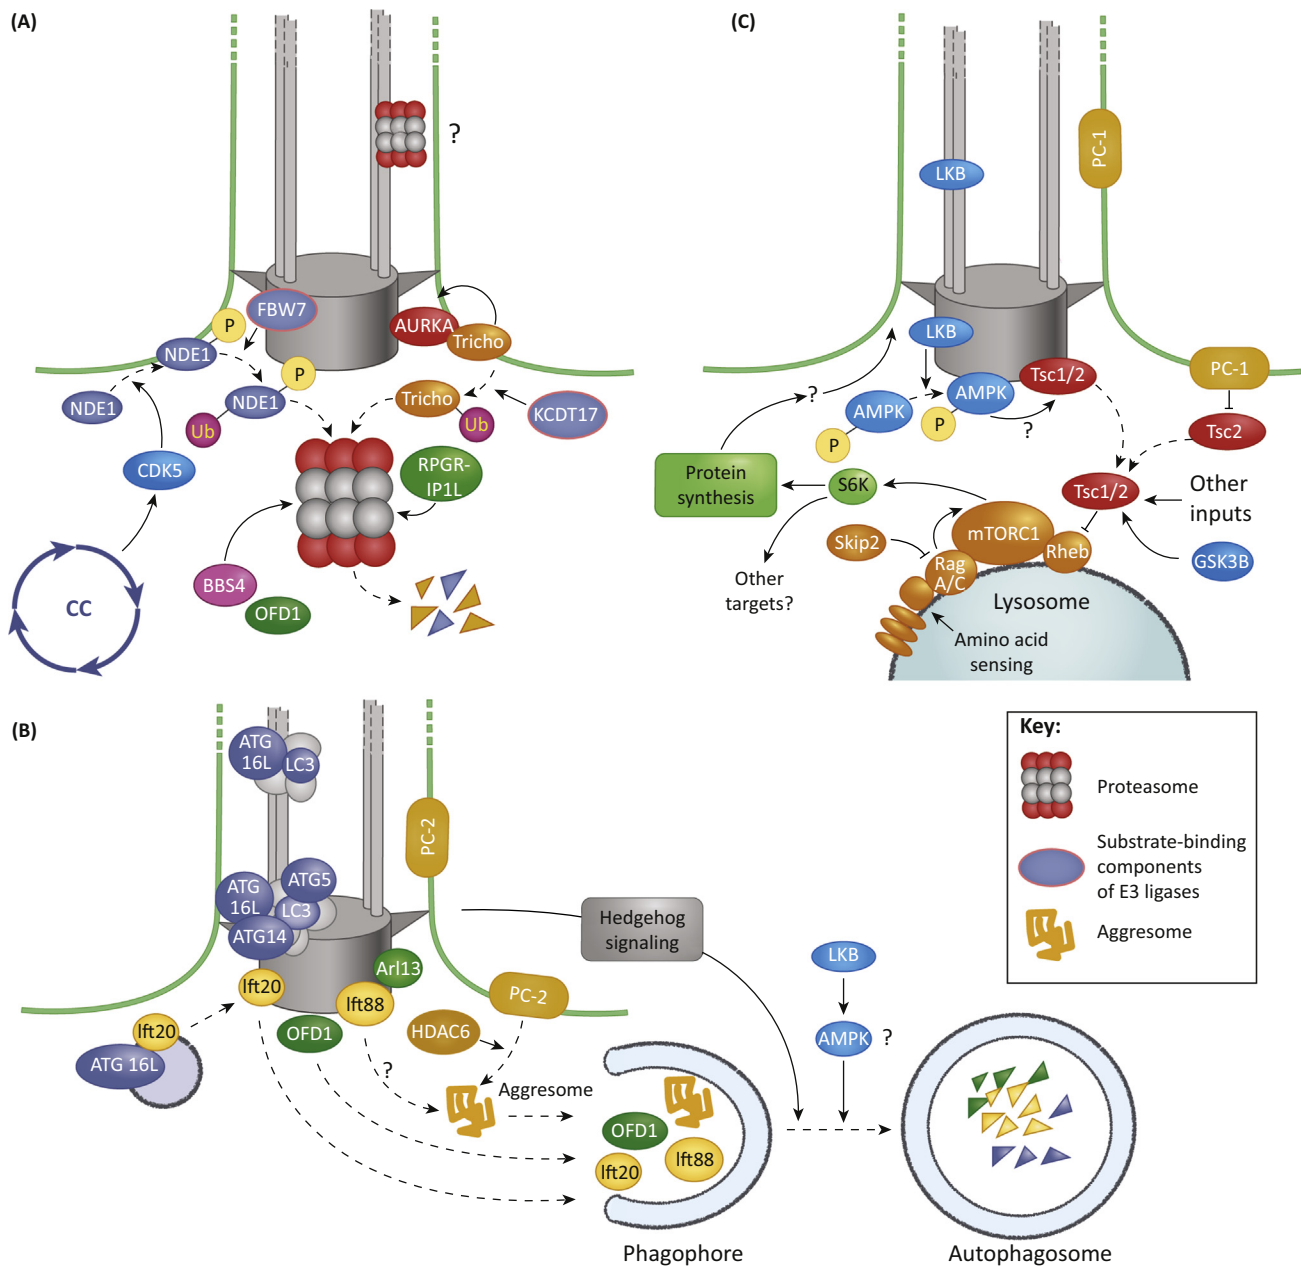 (A)
?
FBW7
P
NDE1
AURKA
Tricho
NDE1
P
NDE1
Ub
Tricho
Ub
KCDT17
CDK5
RPGR-
IP1L
BBS4
OFD1
CC
(C)
PC-1
LKB
LKB
PC-1
Tsc1/2
AMPK
P
AMPK
P
?
?
Tsc2
Protein
synthesis
S6K
Tsc1/2
Other
inputs
mTORC1
Skip2
Rheb
Rag
A/C
GSK3B
Other
targets?
Lysosome
Amino acid
sensing
(B)
ATG
16L
LC3
PC-2
ATG5
ATG
16L
LC3
ATG14
Hedgehog
signaling
Arl13
Ift20
Ift88
PC-2
LKB
Ift20
OFD1
HDAC6
AMPK
?
ATG 16L
?
Aggresome
OFD1
Ift20
Ift88
Phagophore
Autophagosome
Key:
Proteasome
Substrate-binding
components
of E3 ligases
Aggresome